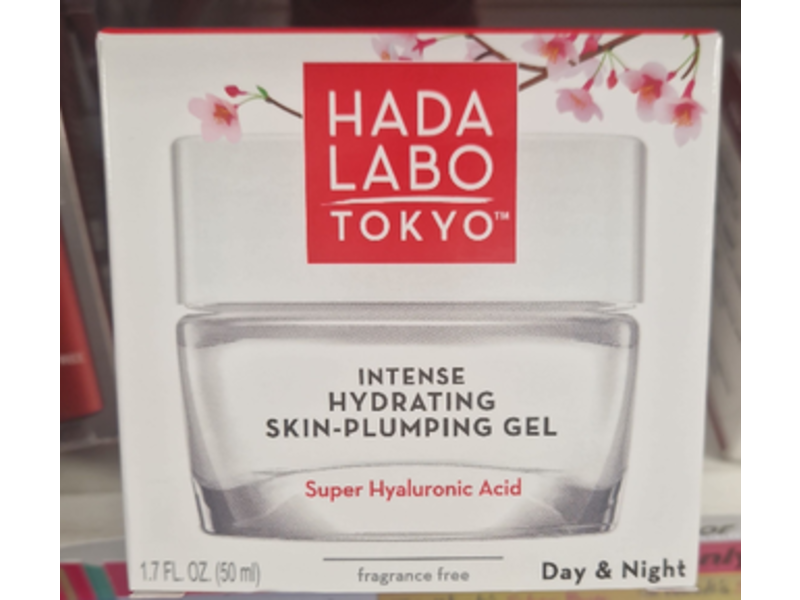 HADA
LABO
TOKYO™
INTENSE
HYDRATING
SKIN-PLUMPING GEL
Super Hyaluronic Acid
1.7 FL. OZ. (50 ml)
fragrance free
Day & Night